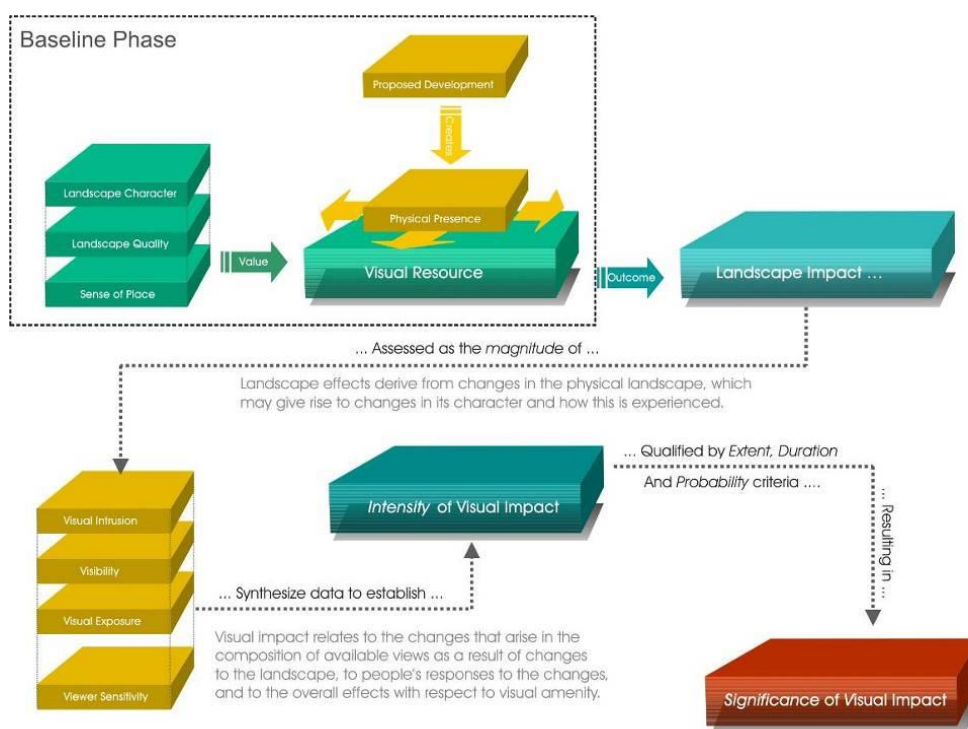 Baseline Phase
Proposed Development
Creates
Landscape Character
Landscape Quality
Sense of Place
Value
Physical Presence
Visual Resource
Outcome
Landscape Impact ...
... Assessed as the magnitude of ...
Landscape effects derive from changes in the physical landscape, which
may give rise to changes in its character and how this is experienced.
Visual Intrusion
Visibility
Visual Exposure
Viewer Sensitivity
... Synthesize data to establish ...
Visual impact relates to the changes that arise in the
composition of available views as a result of changes
to the landscape, to people's responses to the changes,
and to the overall effects with respect to visual amenity.
Intensity of Visual Impact
... Qualified by Extent, Duration
And Probability criteria ....
... Resulting in ...
Significance of Visual Impact